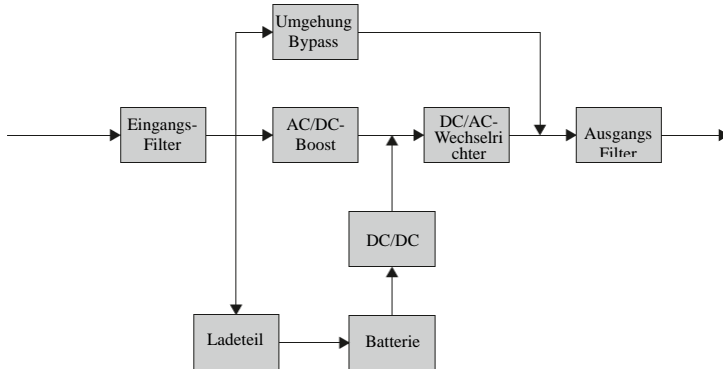 Umgehung
Bypass
Eingangs-
Filter
AC/DC-
Boost
DC/AC-
Wechselri
chter
Ausgangs
Filter
DC/DC
Ladeteil
Batterie